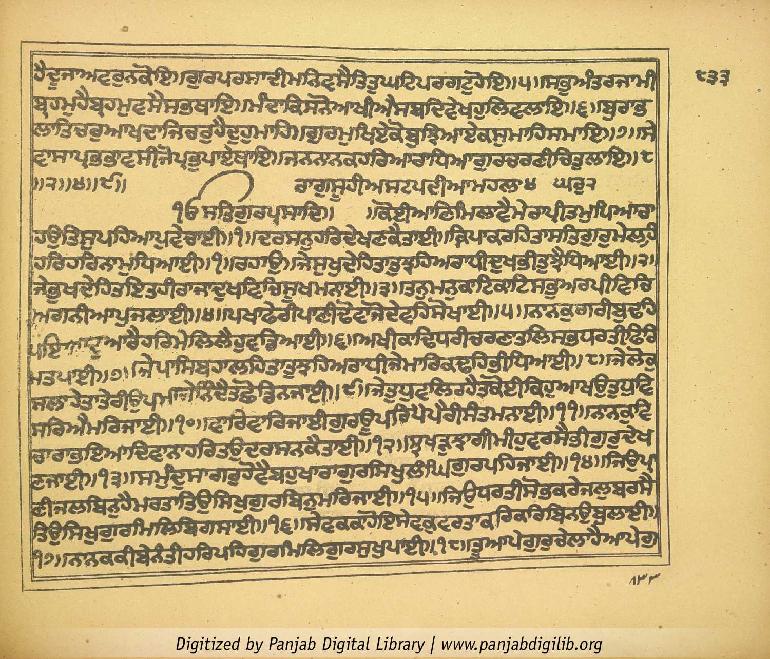 ਹੈਦੂਜਾਅਵਰੁਨਕੋਇ॥ਗੁਰਪਰਸਾਦੀਮਨਿਵਸੈਤਿਤੁਘਟਿਪਰਗਟੁਹੋਇ॥੫॥ਸਭੁਅੰਤਰਜਾਮੀ
ਬ੍ਰਹਮੁਹੈਬ੍ਰਹਮੁਵਸੈਸਭਥਾਇ॥ਮੰਦਾਕਿਸਨੋਆਖੀਐਸਬਦਿਵੇਖਹੁਲਿਵਲਾਇ॥੬॥ਬੁਰਾਭ
ਲਾਤਿਚਰੁਆਖਦਾਜਿਚਰੁਹੈਦੁਹੁਮਾਹਿ॥ਗੁਰਮੁਖਿਏਕੋਬੁਝਿਆਏਕਸੁਮਾਹਿਸਮਾਇ॥੭॥ਸੇ
ਵਾਸਾਪ੍ਰਭਭਾਵਸੀਜੋਪ੍ਰਭੁਪਾਏਥਾਇ॥ਜਨਨਾਨਕਹਰਿਆਰਾਧਿਆਗੁਰਚਰਣੀਚਿਤੁਲਾਇ॥੮
॥੨॥੪॥੯॥ ਰਾਗੁਸੂਹੀਅਸਟਪਦੀਆਮਹਲਾ੪ ਘਰੁ੨
ੴਸਤਿਗੁਰਪ੍ਰਸਾਦਿ॥ ॥ਕੋਈਆਣਿਮਿਲਾਵੈਮੇਰਾਪ੍ਰੀਤਮੁਪਿਆਰਾ
ਹਉਤਿਸੁਪਹਿਆਪੁਵੇਚਾਈ॥੧॥ਦਰਸਨੁਹਰਿਦੇਖਣਕੈਤਾਈ॥ਕ੍ਰਿਪਾਕਰਹਿਤਾਸਤਿਗੁਰੁਮੇਲਹਿ
ਹਰਿਹਰਿਨਾਮੁਧਿਆਈ॥੧॥ਰਹਾਉ॥ਜੇਸੁਖੁਦੇਹਿਤਾਤੁਝਹਿਅਰਾਧੀਦੁਖਭੀਤੁਝੈਧਿਆਈ॥੨॥
ਜੇਭੁਖਦੇਹਿਤਇਤਹੀਰਾਜਾਦੁਖਵਿਚਿਸੂਖਮਨਾਈ॥੩॥ਤਨੁਮਨੁਕਾਟਿਕਾਟਿਸਭੁਅਰਪੀਵਿਚਿ
ਅਗਨੀਆਪੁਜਲਾਈ॥੪॥ਪਖਾਫੇਰੀਪਾਣੀਢੋਵਾਜੋਦੇਵਹਿਸੋਖਾਈ॥੫॥ਨਾਨਕੁਗਰੀਬੁਢਹਿ
ਪਇਆਦੁਆਰੈਹਰਿਮੇਲਿਲੈਹੁਵਡਿਆਈ॥੬॥ਅਖੀਕਾਢਿਧਰੀਚਰਣਾਤਲਿਸਭਧਰਤੀਫਿਰਿ
ਮਤਪਾਈ॥੭॥ਜੇਪਾਸਿਬਹਾਲਹਿਤਾਤੁਝਹਿਅਰਾਧੀਜੇਮਾਰਿਕਢਹਿਭੀਧਿਆਈ॥੮॥ਜੇਲੋਕੁ
ਸਲਾਹੇਤਾਤੇਰੀਉਪਮਾਜੇਨਿੰਦੈਤਛੋਡਿਨਜਾਈ॥੯॥ਜੇਤੁਧੁਵਲਿਰਹੈਤਾਕੋਈਕਿਹੁਆਖਉਤੁਧੁਵਿ
ਸਰਿਐਮਰਿਜਾਈ॥੧੦॥ਵਾਰਿਵਾਰਿਜਾਈਗੁਰਊਪਰਿਪੈਪੈਰੀਸੰਤਮਨਾਈ॥੧੧॥ਨਾਨਕੁਵਿ
ਚਾਰਾਭਇਆਦਿਵਾਨਾਹਰਿਤਉਦਰਸਨਕੈਤਾਈ॥੧੨॥ਝਖੜੁਝਾਗੀਮੀਹੁਵਰਸੈਭੀਗੁਰੁਦੇਖ
ਣਜਾਈ॥੧੩॥ਸਮੁੰਦੁਸਾਗਰੁਹੋਵੈਬਹੁਖਾਰਾਗੁਰਸਿਖੁਲੰਘਿਗੁਰਪਹਿਜਾਈ॥੧੪॥ਜਿਉਪ੍ਰਾ
ਣੀਜਲਬਿਨੁਹੈਮਰਤਾਤਿਉਸਿਖੁਗੁਰਬਿਨੁਮਰਿਜਾਈ॥੧੫॥ਜਿਉਧਰਤੀਸੋਭਕਰੇਜਲੁਬਰਸੈ
ਤਿਉਸਿਖੁਗੁਰਮਿਲਿਬਿਗਸਾਈ॥੧੬॥ਸੇਵਕਕਾਹੋਇਸੇਵਕੁਵਰਤਾਕਰਿਕਰਿਬਿਨਉਬੁਲਾਈ॥
੧੭॥ਨਾਨਕਕੀਬੇਨੰਤੀਹਰਿਪਹਿਗੁਰਮਿਲਿਗੁਰਸੁਖੁਪਾਈ॥੧੮॥ਤੂਆਪੇਗੁਰੁਚੇਲਾਹੈਆਪੇਗੁ
੮੩੩
Digitized by Panjab Digital Library | www.panjabdigilib.org